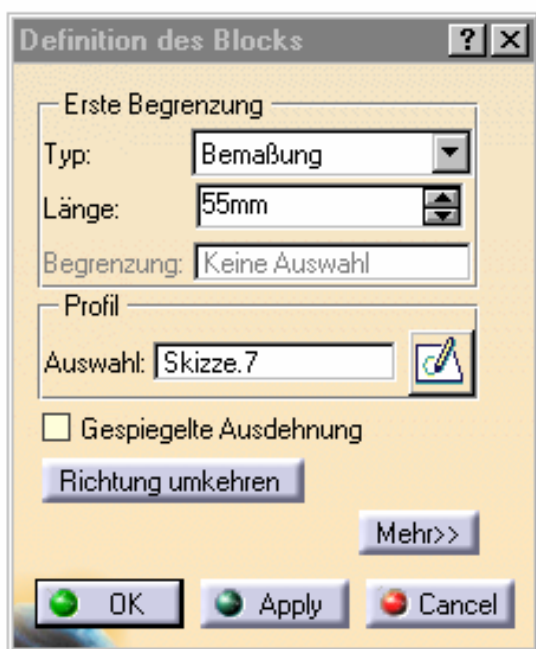 Definition des Blocks
Erste Begrenzung
Typ: Bemaßung
Länge: 55mm
Begrenzung: Keine Auswahl
Profil
Auswahl: Skizze.7
Gespiegelte Ausdehnung
Richtung umkehren
Mehr>>
OK Apply Cancel